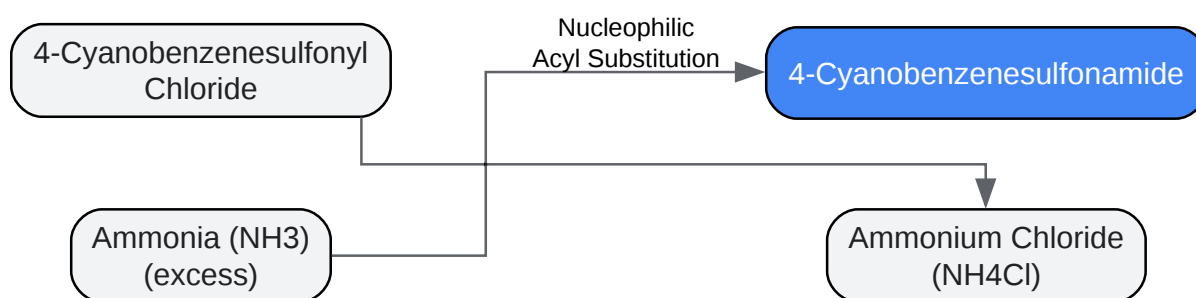 4-Cyanobenzenesulfonyl
Chloride
Nucleophilic
Acyl Substitution
4-Cyanobenzenesulfonamide
Ammonia (NH3)
(excess)
Ammonium Chloride
(NH4Cl)